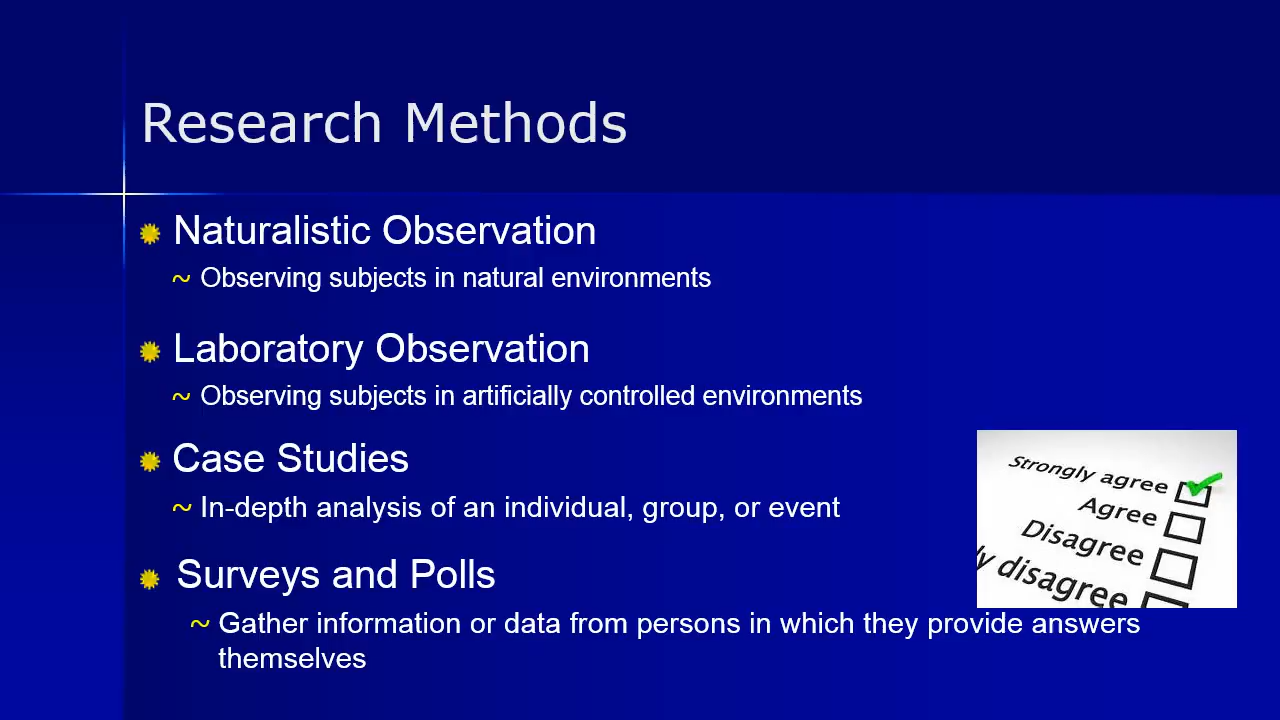 Research Methods
Naturalistic Observation
~ Observing subjects in natural environments
Laboratory Observation
~ Observing subjects in artificially controlled environments
Case Studies
~ In-depth analysis of an individual, group, or event
Strongly agree
Agree
Disagree
ly disagree
Surveys and Polls
~ Gather information or data from persons in which they provide answers
themselves